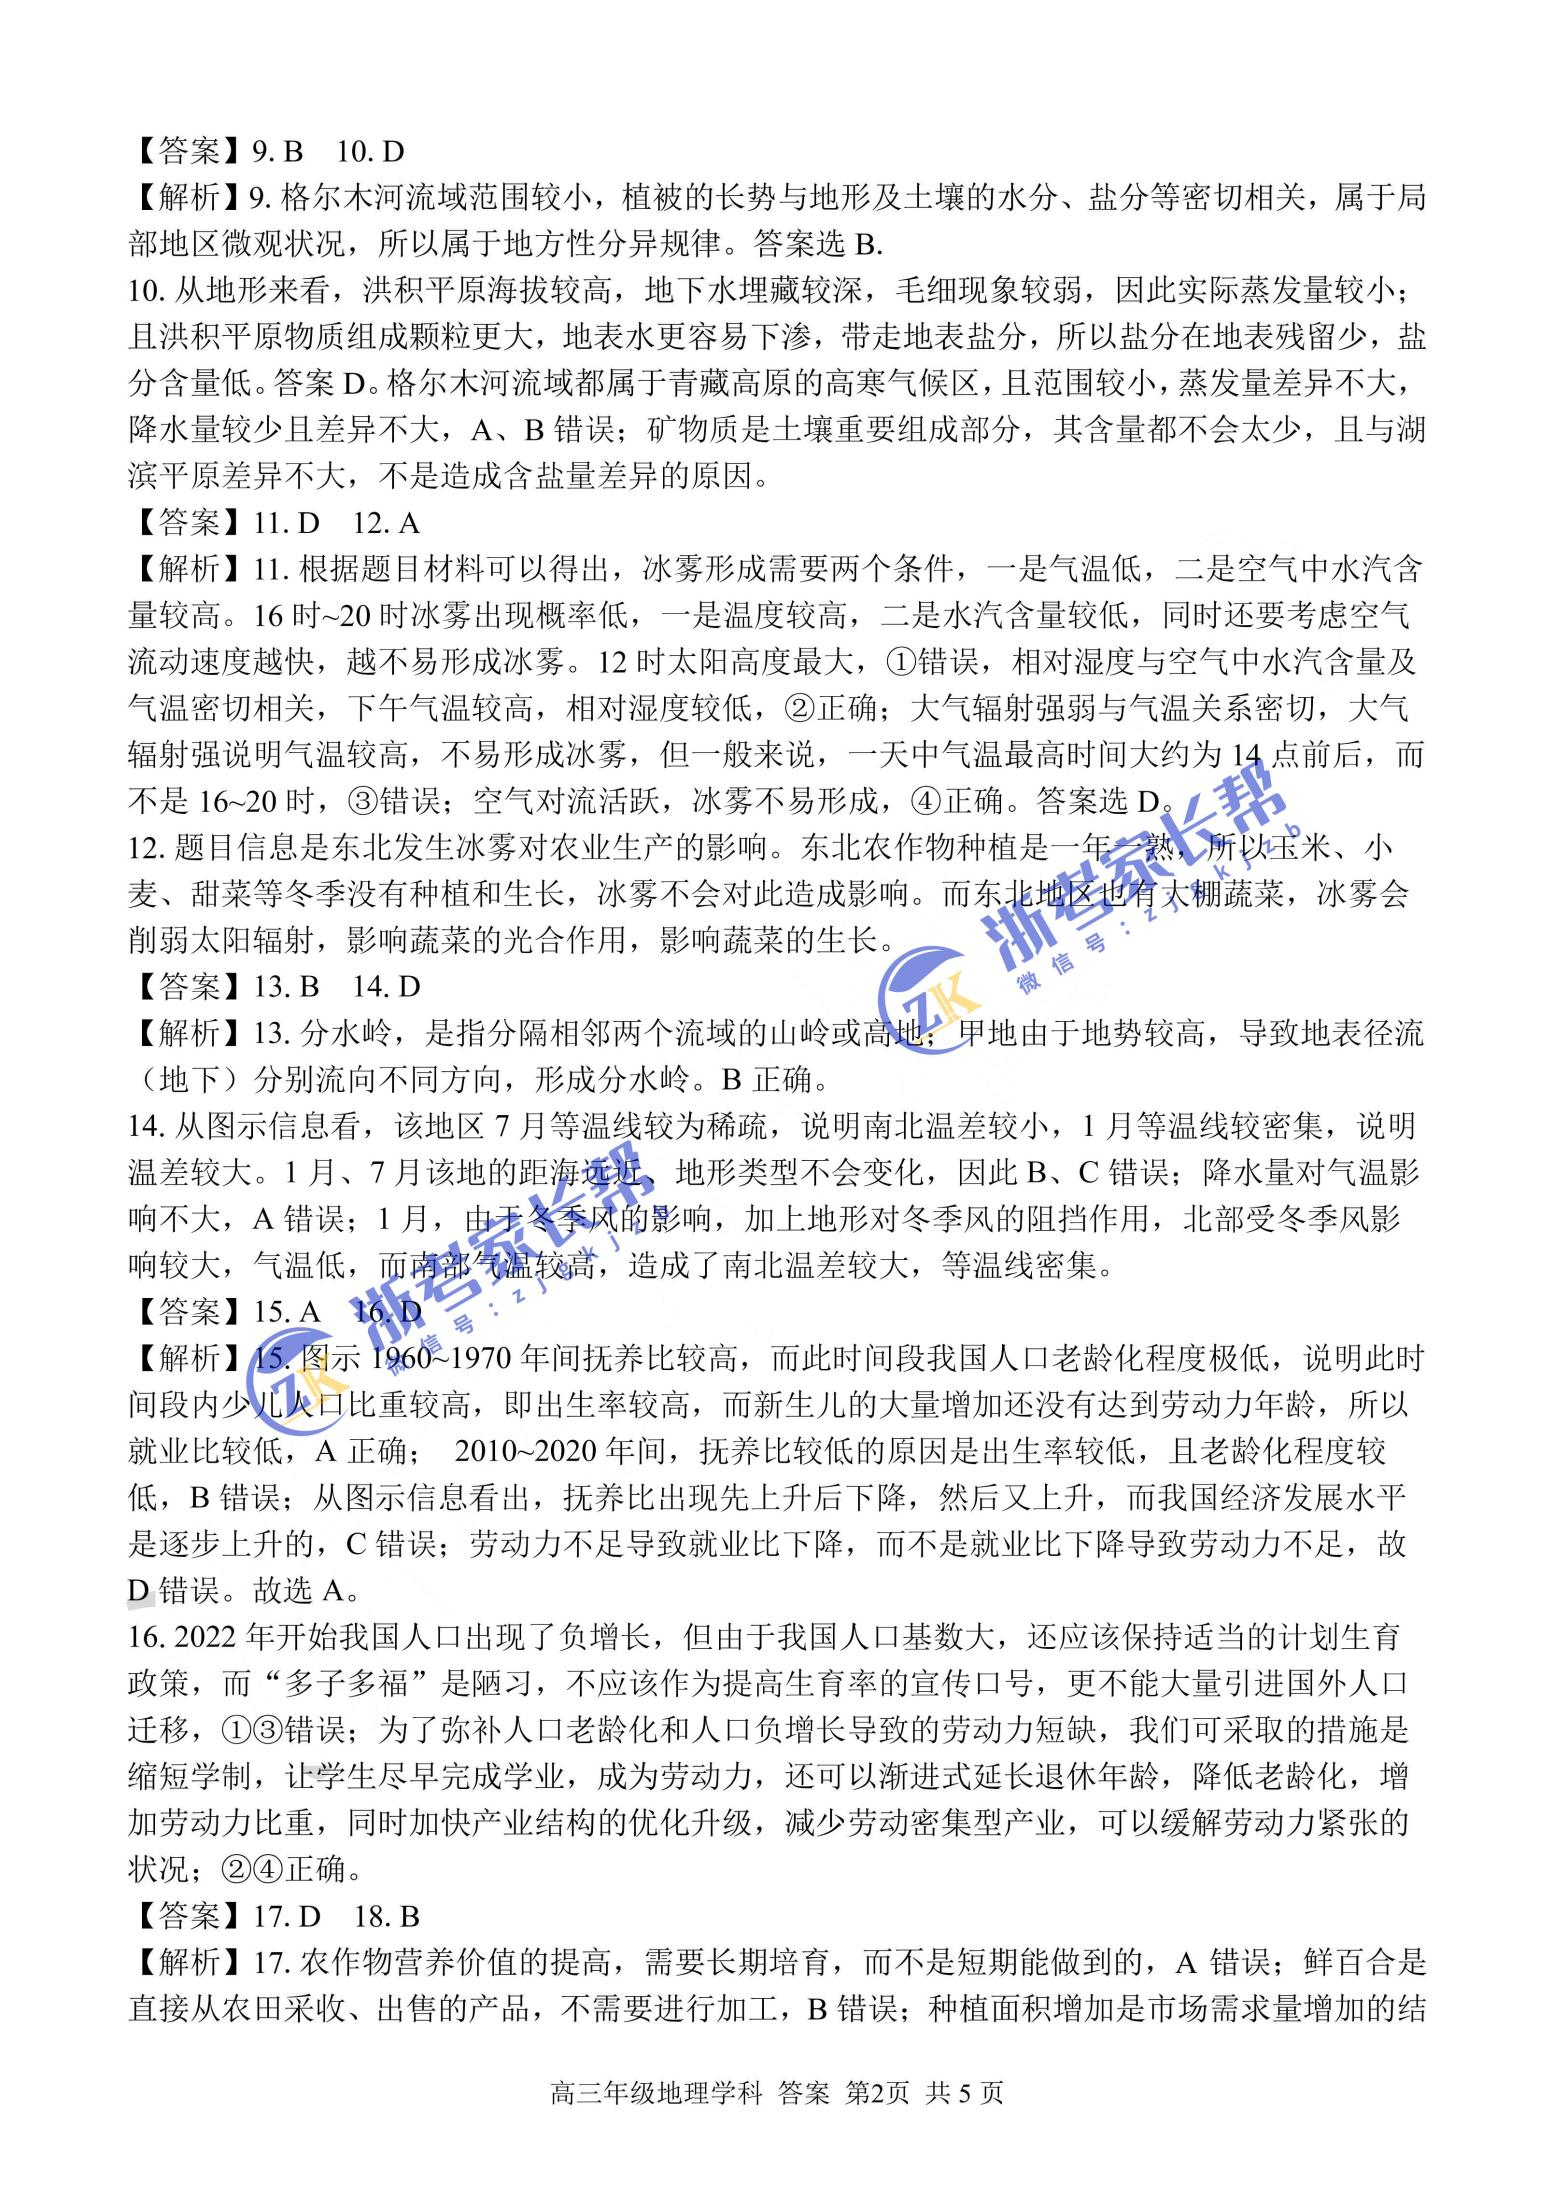 【答案】9. B 10. D
【解析】9. 格尔木河流域范围较小，植被的长势与地形及土壤的水分、盐分等密切相关，属于局
部地区微观状况，所以属于地方性分异规律。答案选 B.
10. 从地形来看，洪积平原海拔较高，地下水埋藏较深，毛细现象较弱，因此实际蒸发量较小；
且洪积平原物质组成颗粒更大，地表水更容易下渗，带走地表盐分，所以盐分在地表残留少，盐
分含量低。答案 D。格尔木河流域都属于青藏高原的高寒气候区，且范围较小，蒸发量差异不大，
降水量较少且差异不大，A、B 错误；矿物质是土壤重要组成部分，其含量都不会太少，且与湖
滨平原差异不大，不是造成含盐量差异的原因。
【答案】11. D 12. A
【解析】11. 根据题目材料可以得出，冰雾形成需要两个条件，一是气温低，二是空气中水汽含
量较高。16 时~20 时冰雾出现概率低，一是温度较高，二是水汽含量较低，同时还要考虑空气
流动速度越快，越不易形成冰雾。12 时太阳高度最大，①错误，相对湿度与空气中水汽含量及
气温密切相关，下午气温较高，相对湿度较低，②正确；大气辐射强弱与气温关系密切，大气
辐射强说明气温较高，不易形成冰雾，但一般来说，一天中气温最高时间大约为 14 点前后，而
不是 16~20 时，③错误；空气对流活跃，冰雾不易形成，④正确。答案选 D。
12. 题目信息是东北发生冰雾对农业生产的影响。东北农作物种植是一年一熟，所以玉米、小
麦、甜菜等冬季没有种植和生长，冰雾不会对此造成影响。而东北地区也有大棚蔬菜，冰雾会
削弱太阳辐射，影响蔬菜的光合作用，影响蔬菜的生长。
【答案】13. B 14. D
【解析】13. 分水岭，是指分隔相邻两个流域的山岭或高地；甲地由于地势较高，导致地表径流
（地下）分别流向不同方向，形成分水岭。B 正确。
14. 从图示信息看，该地区 7 月等温线较为稀疏，说明南北温差较小，1 月等温线较密集，说明
温差较大。1 月、7 月该地的距海远近、地形类型不会变化，因此 B、C 错误；降水量对气温影
响不大，A 错误；1 月，由于冬季风的影响，加上地形对冬季风的阻挡作用，北部受冬季风影
响较大，气温低，而南部气温较高，造成了南北温差较大，等温线密集。
【答案】15. A 16. D
【解析】15. 图示 1960~1970 年间抚养比较高，而此时间段我国人口老龄化程度极低，说明此时
间段内少儿人口比重较高，即出生率较高，而新生儿的大量增加还没有达到劳动力年龄，所以
就业比较低，A 正确； 2010~2020 年间，抚养比较低的原因是出生率较低，且老龄化程度较
低，B 错误；从图示信息看出，抚养比出现先上升后下降，然后又上升，而我国经济发展水平
是逐步上升的，C 错误；劳动力不足导致就业比下降，而不是就业比下降导致劳动力不足，故
D 错误。故选 A。
16. 2022 年开始我国人口出现了负增长，但由于我国人口基数大，还应该保持适当的计划生育
政策，而“多子多福”是陋习，不应该作为提高生育率的宣传口号，更不能大量引进国外人口
迁移，①③错误；为了弥补人口老龄化和人口负增长导致的劳动力短缺，我们可采取的措施是
缩短学制，让学生尽早完成学业，成为劳动力，还可以渐进式延长退休年龄，降低老龄化，增
加劳动力比重，同时加快产业结构的优化升级，减少劳动密集型产业，可以缓解劳动力紧张的
状况；②④正确。
【答案】17. D 18. B
【解析】17. 农作物营养价值的提高，需要长期培育，而不是短期能做到的，A 错误；鲜百合是
直接从农田采收、出售的产品，不需要进行加工，B 错误；种植面积增加是市场需求量增加的结
高三年级地理学科 答案 第2页 共 5 页
浙考家长帮
微信号：zjgkjzb
ZK
浙考家长帮
微信号：zjgkjzb
ZK